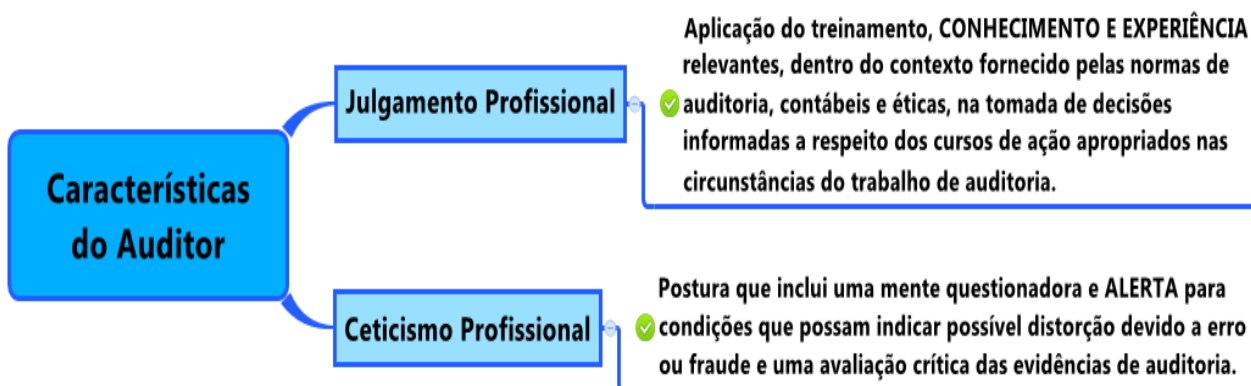 Características
do Auditor
Julgamento Profissional
Aplicação do treinamento, CONHECIMENTO E EXPERIÊNCIA
relevantes, dentro do contexto fornecido pelas normas de
auditoria, contábeis e éticas, na tomada de decisões
informadas a respeito dos cursos de ação apropriados nas
circunstâncias do trabalho de auditoria.
Ceticismo Profissional
Postura que inclui uma mente questionadora e ALERTA para
condições que possam indicar possível distorção devido a erro
ou fraude e uma avaliação crítica das evidências de auditoria.